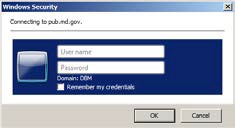 Windows Security
Connecting to pub.md.gov.
User name
Password
Domain: DBM
Remember my credentials
OK
Cancel